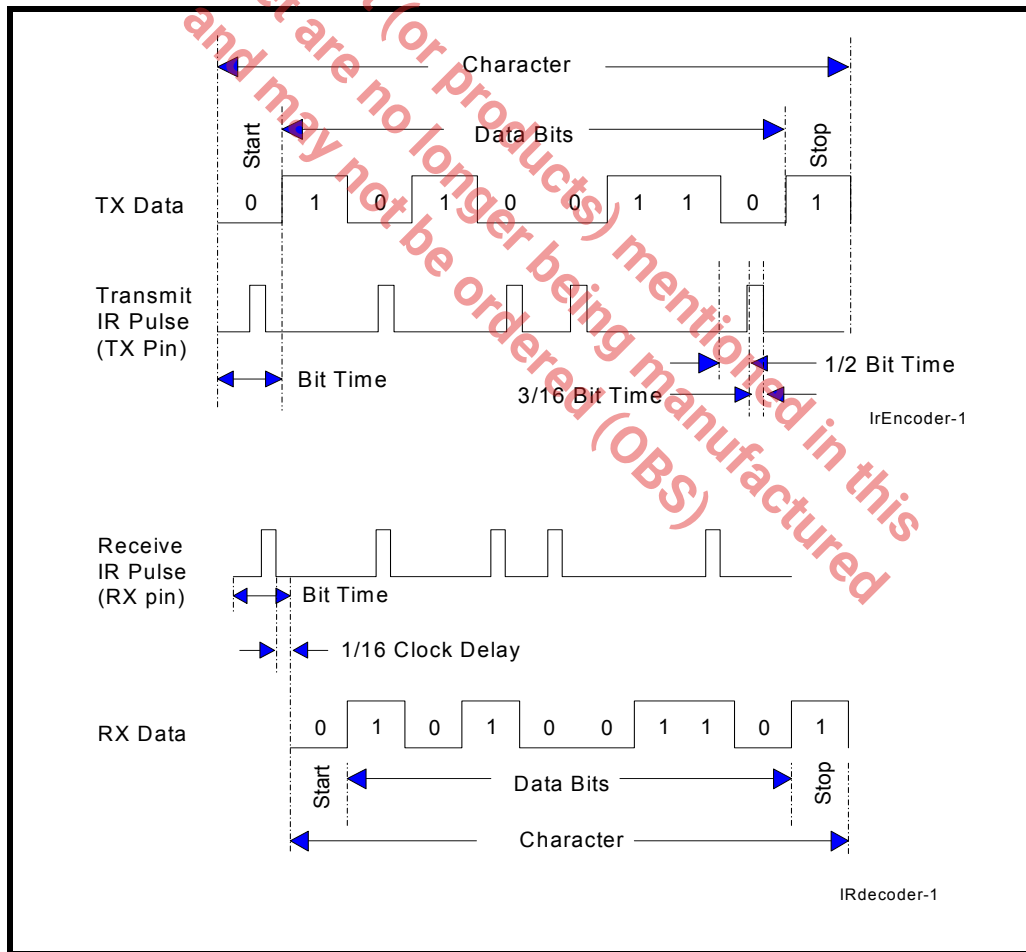 Character
Start
Data Bits
Stop
TX Data
0 1 0 1 0 0 1 1 0 1
Transmit
IR Pulse
(TX Pin)
Bit Time
1/2 Bit Time
3/16 Bit Time
IrEncoder-1
Receive
IR Pulse
(RX pin)
Bit Time
1/16 Clock Delay
RX Data
0 1 0 1 0 0 1 1 0 1
Start
Data Bits
Stop
Character
IRdecoder-1
(or products) mentioned in this
are no longer being manufactured
and may not be ordered (OBS)